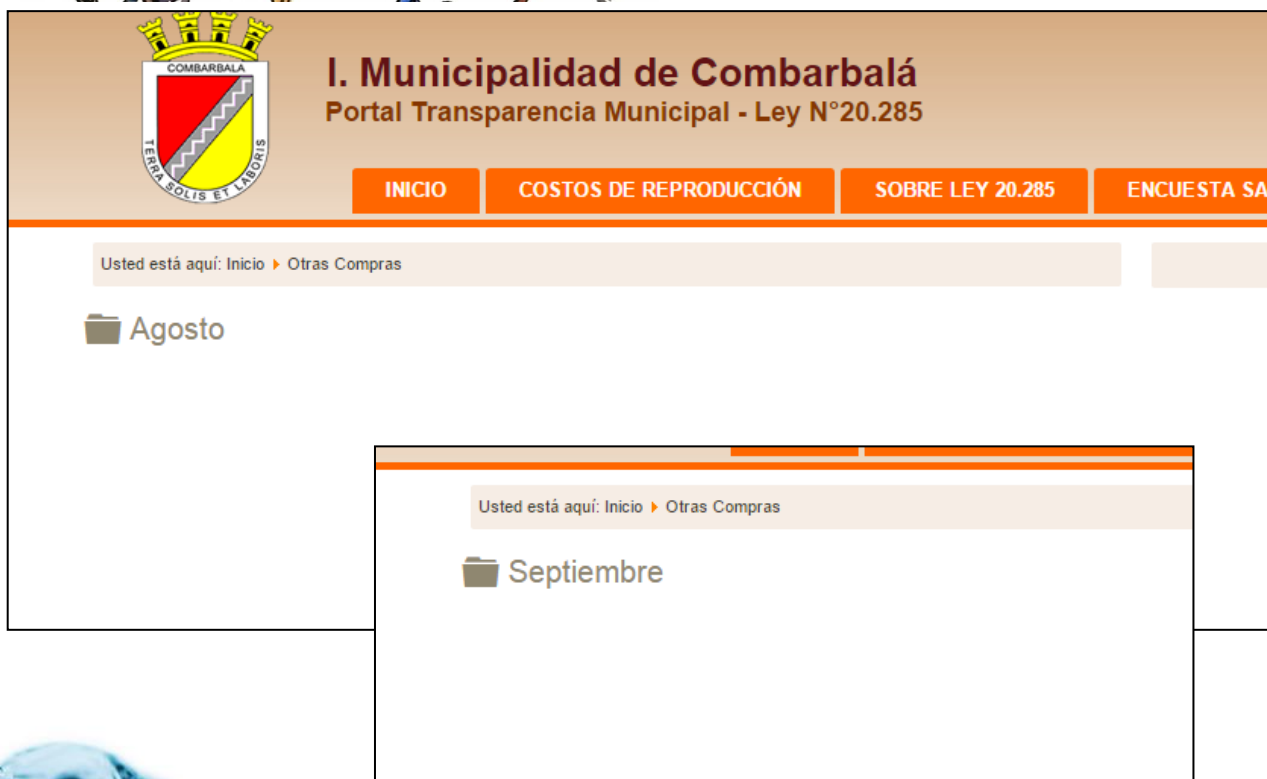 COMBARBALA
TERRA SOLIS ET LABORIS
I. Municipalidad de Combarbalá
Portal Transparencia Municipal - Ley N°20.285
INICIO COSTOS DE REPRODUCCIÓN SOBRE LEY 20.285 ENCUESTA SA
Usted está aquí: Inicio Otras Compras
Agosto
Usted está aquí: Inicio Otras Compras
Septiembre